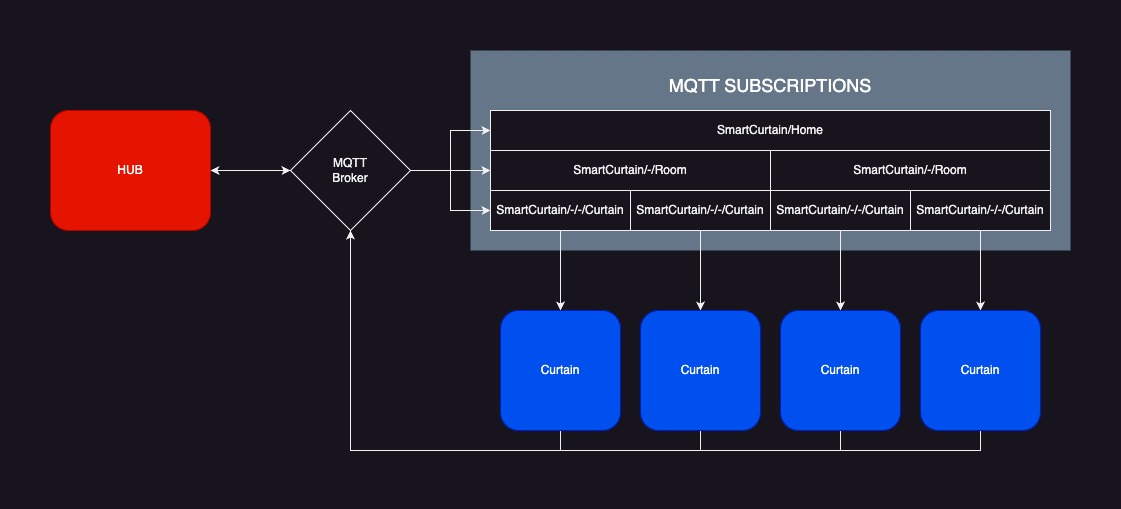 MQTT SUBSCRIPTIONS
SmartCurtain/Home
HUB
MQTT
Broker
SmartCurtain/-/Room
SmartCurtain/-/Room
SmartCurtain/-/-/Curtain
SmartCurtain/-/-/Curtain
SmartCurtain/-/-/Curtain
SmartCurtain/-/-/Curtain
Curtain
Curtain
Curtain
Curtain